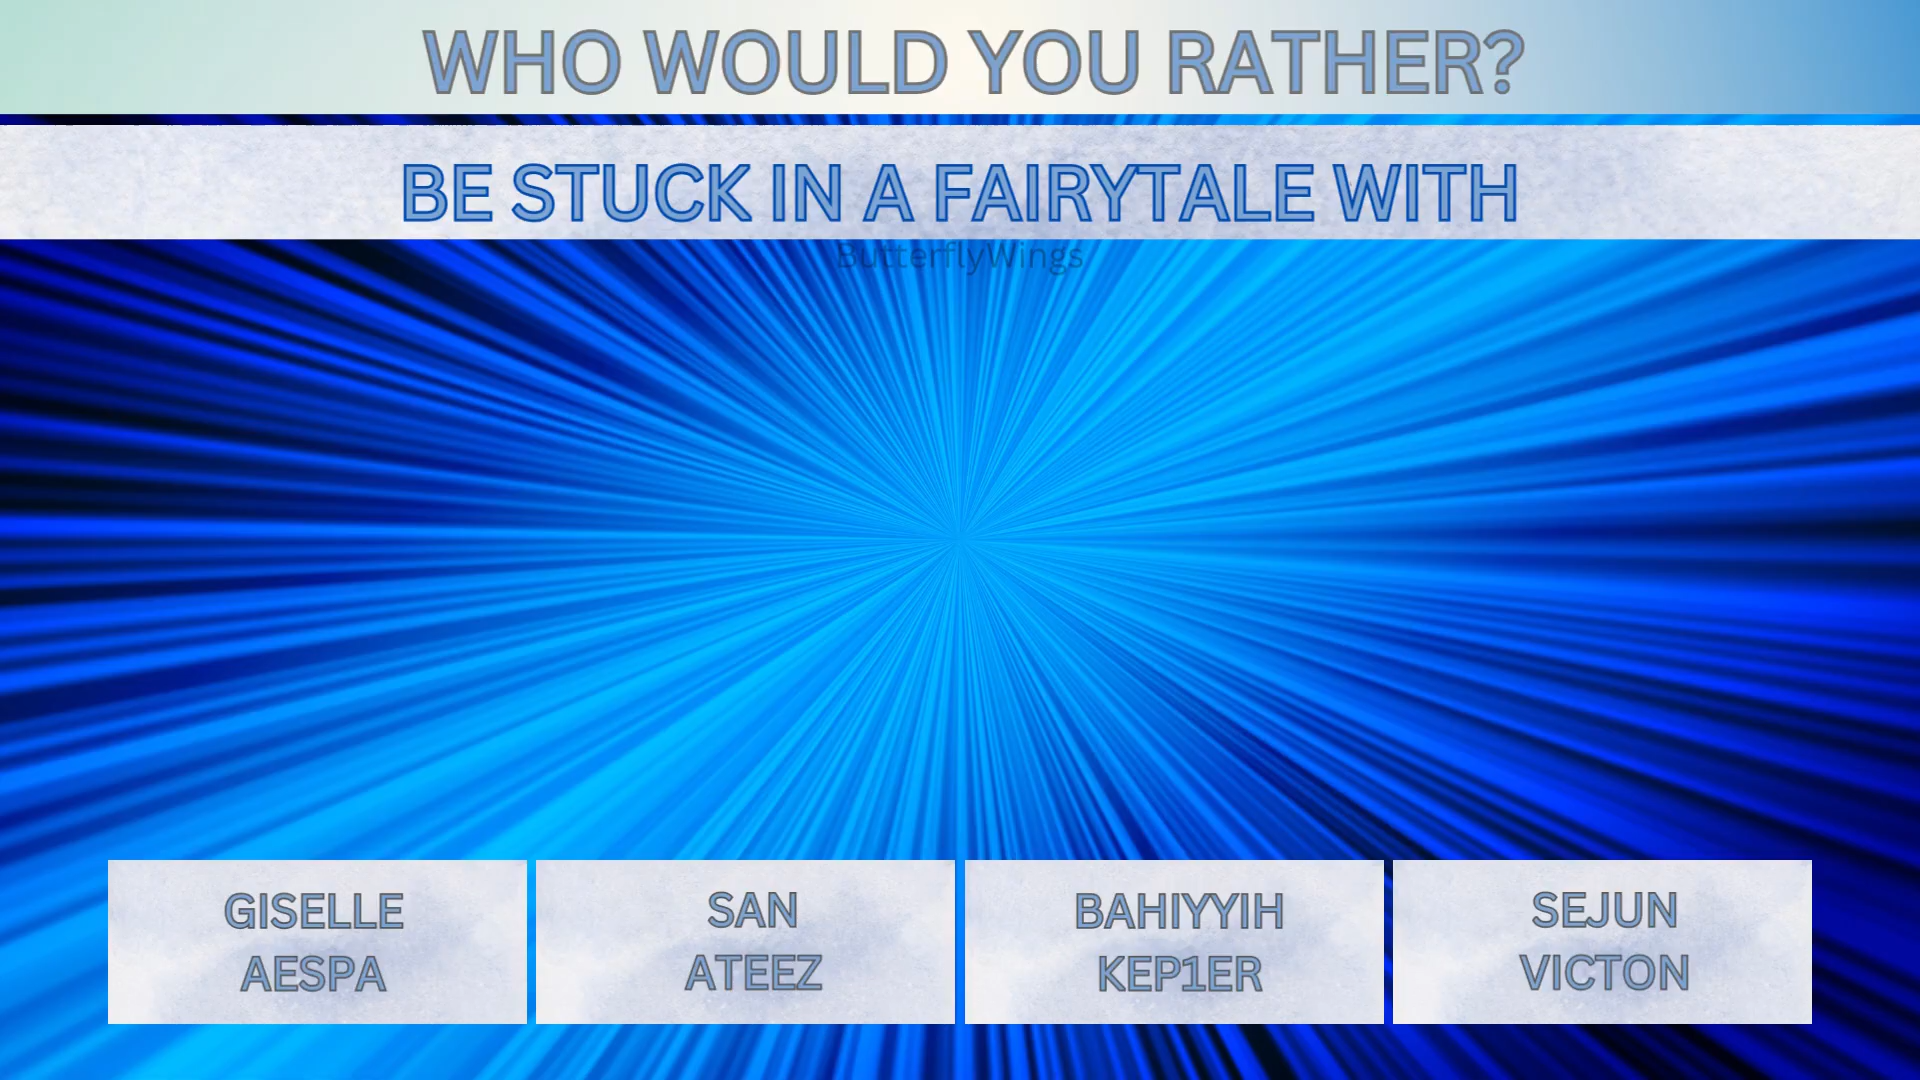 WHO WOULD YOU RATHER?
BE STUCK IN A FAIRYTALE WITH
ButterflyWings
GISELLE
AESPA
SAN
ATEEZ
BAHIYYIH
KEP1ER
SEJUN
VICTON